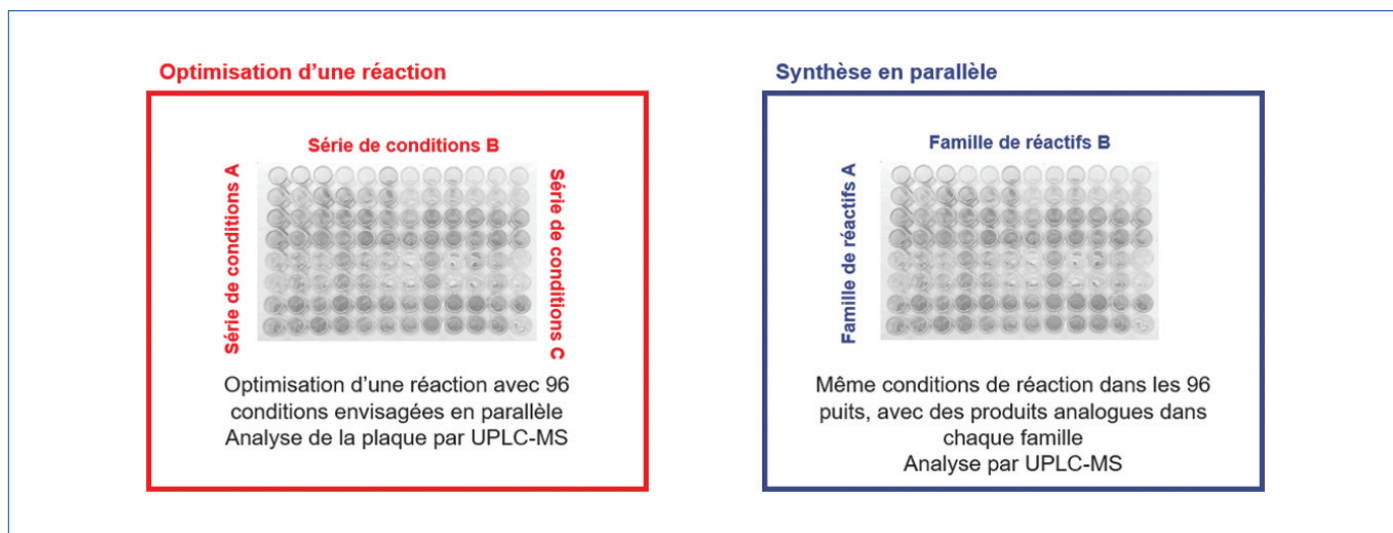 Optimisation d'une réaction
Série de conditions B
Série de conditions A
Série de conditions C
Optimisation d'une réaction avec 96
conditions envisagées en parallèle
Analyse de la plaque par UPLC-MS
Synthèse en parallèle
Famille de réactifs B
Famille de réactifs A
Même conditions de réaction dans les 96
puits, avec des produits analogues dans
chaque famille
Analyse par UPLC-MS